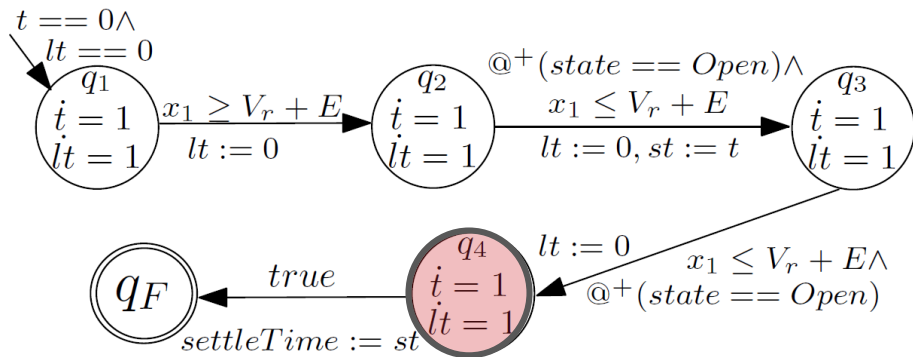 t == 0∧
lt == 0
q₁
ṫ = 1
l̇t = 1
x₁ ≥ Vᵣ + E
lt := 0
q₂
ṫ = 1
l̇t = 1
@⁺(state == Open)∧
x₁ ≤ Vᵣ + E
lt := 0, st := t
q₃
ṫ = 1
l̇t = 1
lt := 0
x₁ ≤ Vᵣ + E∧
@⁺(state == Open)
q₄
ṫ = 1
l̇t = 1
true
settleTime := st
q_F